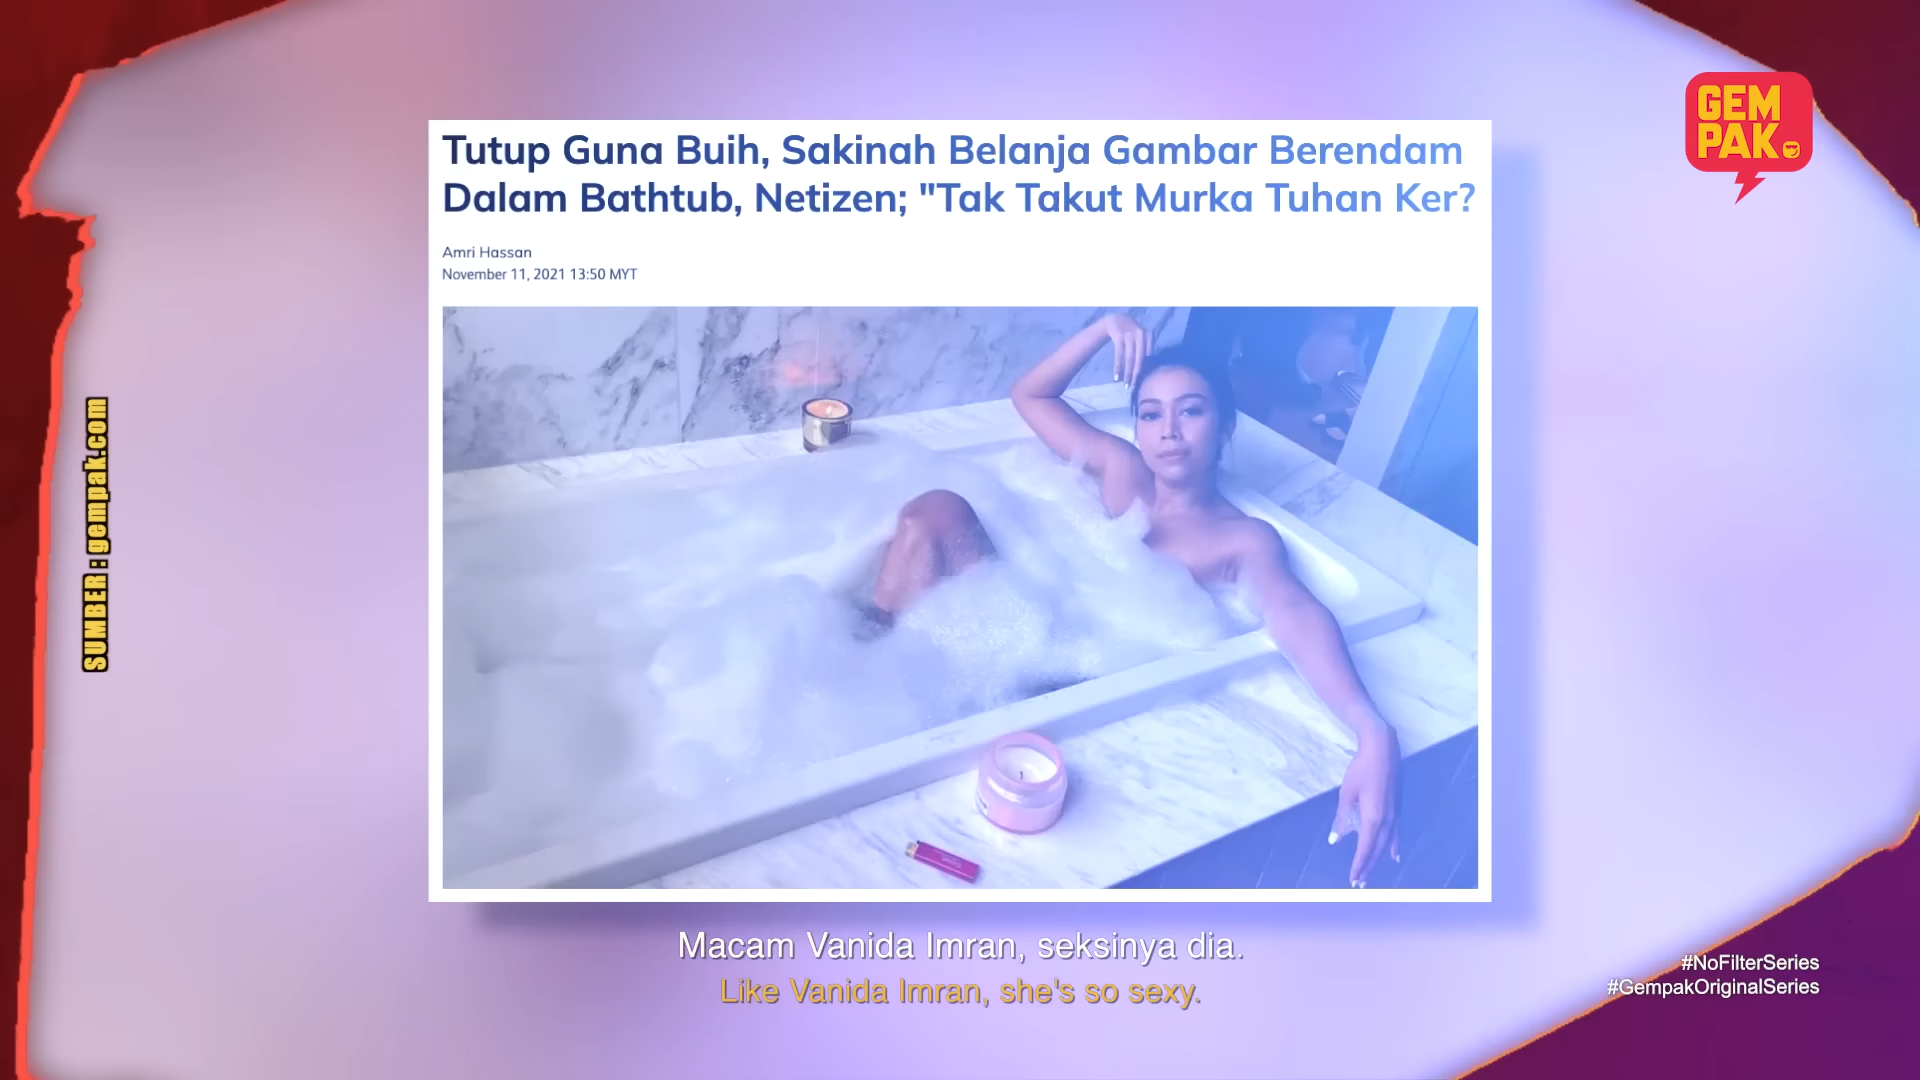 GEM
PAK
Tutup Guna Buih, Sakinah Belanja Gambar Berendam
Dalam Bathtub, Netizen; "Tak Takut Murka Tuhan Ker?
Amri Hassan
November 11, 2021 13:50 MYT
SUMBER : gempak.com
Macam Vanida Imran, seksinya dia.
Like Vanida Imran, she's so sexy.
#NoFilterSeries
#GempakOriginalSeries